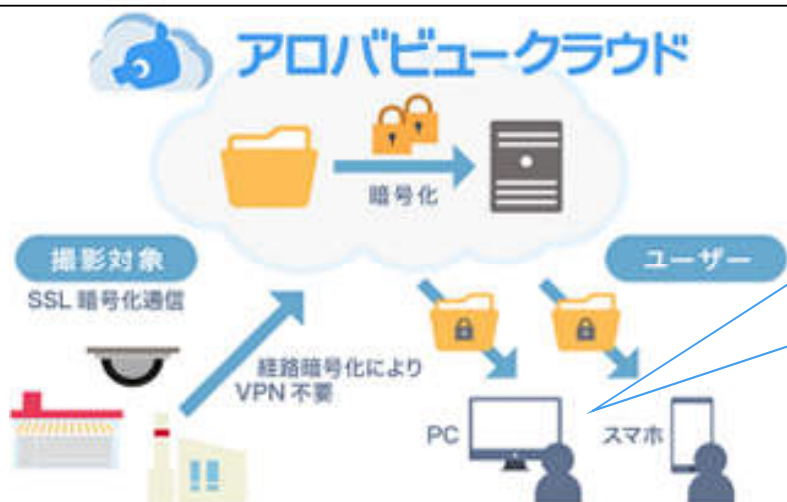 アロバビュークラウド
暗号化
撮影対象
SSL 暗号化通信
経路暗号化により
VPN 不要
ユーザー
PC
スマホ